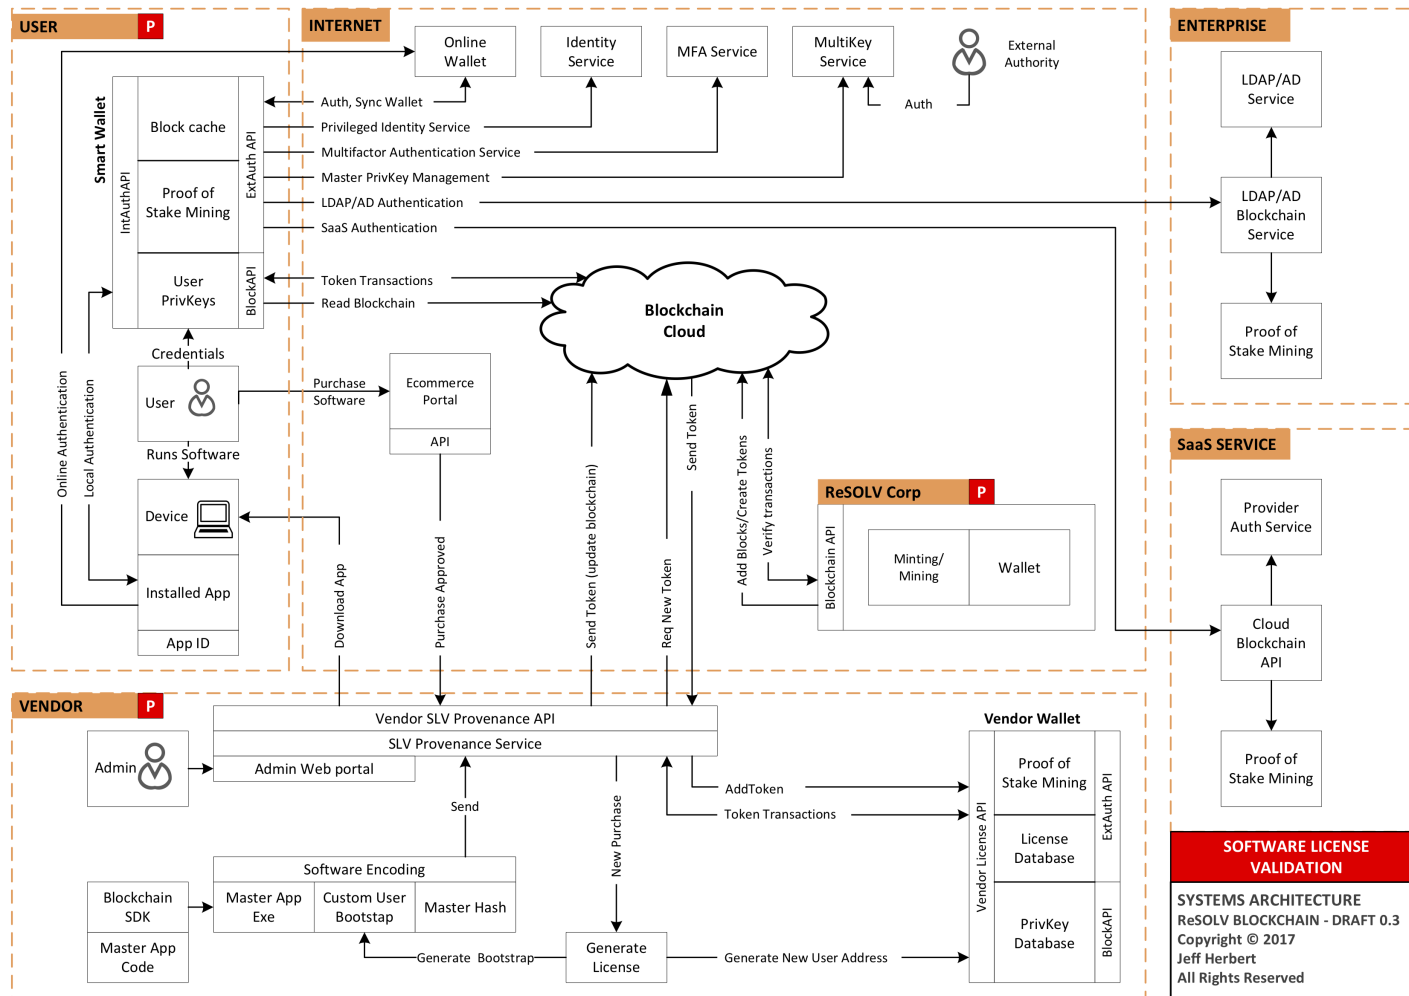 USER
P
INTERNET
ENTERPRISE
Online
Wallet
Identity
Service
MFA Service
MultiKey
Service
External
Authority
Auth
LDAP/AD
Service
Smart Wallet
IntAuthAPI
Block cache
ExtAuth API
Proof of
Stake Mining
User
PrivKeys
BlockAPI
Auth, Sync Wallet
Privileged Identity Service
Multifactor Authentication Service
Master PrivKey Management
LDAP/AD Authentication
SaaS Authentication
LDAP/AD
Blockchain
Service
Proof of
Stake Mining
Token Transactions
Read Blockchain
Blockchain
Cloud
Credentials
User
Purchase
Software
Ecommerce
Portal
API
Runs Software
Online Authentication
Local Authentication
Device
Installed App
App ID
Download App
Purchase Approved
Send Token (update blockchain)
Req New Token
Send Token
Add Blocks/Create Tokens
Verify transactions
ReSOLV Corp
P
Blockchain API
Minting/
Mining
Wallet
SaaS SERVICE
Provider
Auth Service
Cloud
Blockchain
API
Proof of
Stake Mining
VENDOR
P
Vendor SLV Provenance API
SLV Provenance Service
Admin Web portal
Admin
Send
New Purchase
AddToken
Token Transactions
Vendor Wallet
Vendor License API
Proof of
Stake Mining
ExtAuth API
License
Database
PrivKey
Database
BlockAPI
Software Encoding
Master App
Exe
Custom User
Bootstap
Master Hash
Blockchain
SDK
Master App
Code
Generate Bootstrap
Generate
License
Generate New User Address
SOFTWARE LICENSE
VALIDATION
SYSTEMS ARCHITECTURE
ReSOLV BLOCKCHAIN - DRAFT 0.3
Copyright © 2017
Jeff Herbert
All Rights Reserved